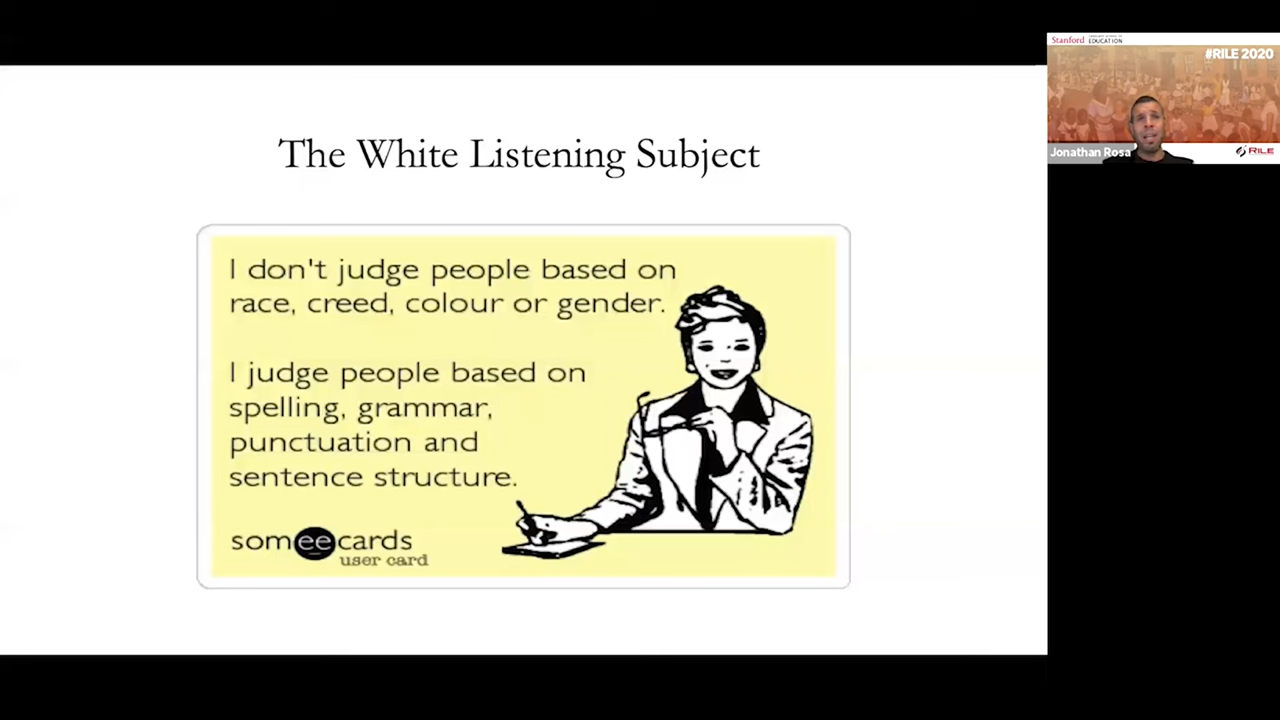 The White Listening Subject
I don't judge people based on
race, creed, colour or gender.
I judge people based on
spelling, grammar,
punctuation and
sentence structure.
someecards
user card
Stanford
EDUCATION
#RILE 2020
Jonathan Rosa
RILE